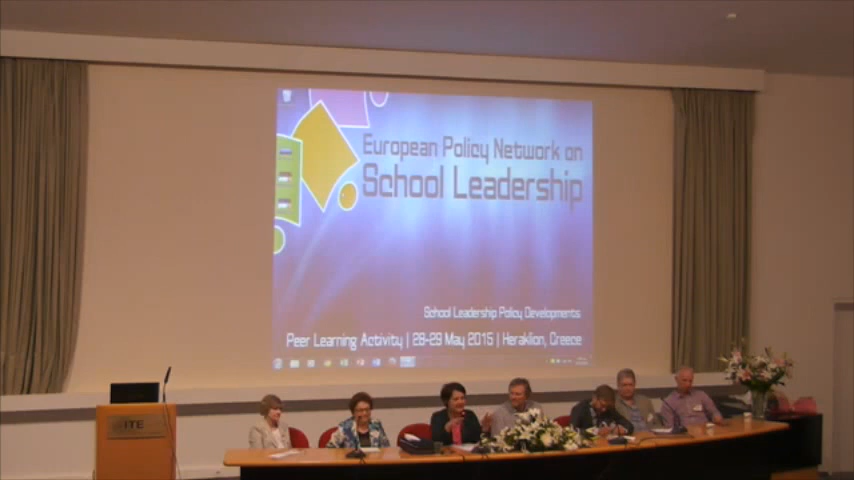 European Policy Network on
School Leadership
School Leadership Policy Developments
Peer Learning Activity | 28-29 May 2015 | Heraklion, Greece
ITE